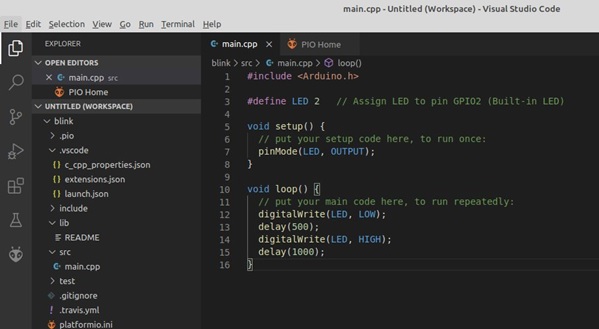 main.cpp - Untitled (Workspace) - Visual Studio Code
File Edit Selection View Go Run Terminal Help
EXPLORER
OPEN EDITORS
main.cpp src
PIO Home
UNTITLED (WORKSPACE)
blink
.pio
.vscode
{} c_cpp_properties.json
{} extensions.json
{} launch.json
include
lib
README
src
main.cpp
test
.gitignore
.travis.yml
platformio.ini
main.cpp PIO Home
blink > src > main.cpp > loop()
1 #include <Arduino.h>
2
3 #define LED 2 // Assign LED to pin GPIO2 (Built-in LED)
4
5 void setup() {
6 // put your setup code here, to run once:
7 pinMode(LED, OUTPUT);
8 }
9
10 void loop() {
11 // put your main code here, to run repeatedly:
12 digitalWrite(LED, LOW);
13 delay(500);
14 digitalWrite(LED, HIGH);
15 delay(1000);
16 }